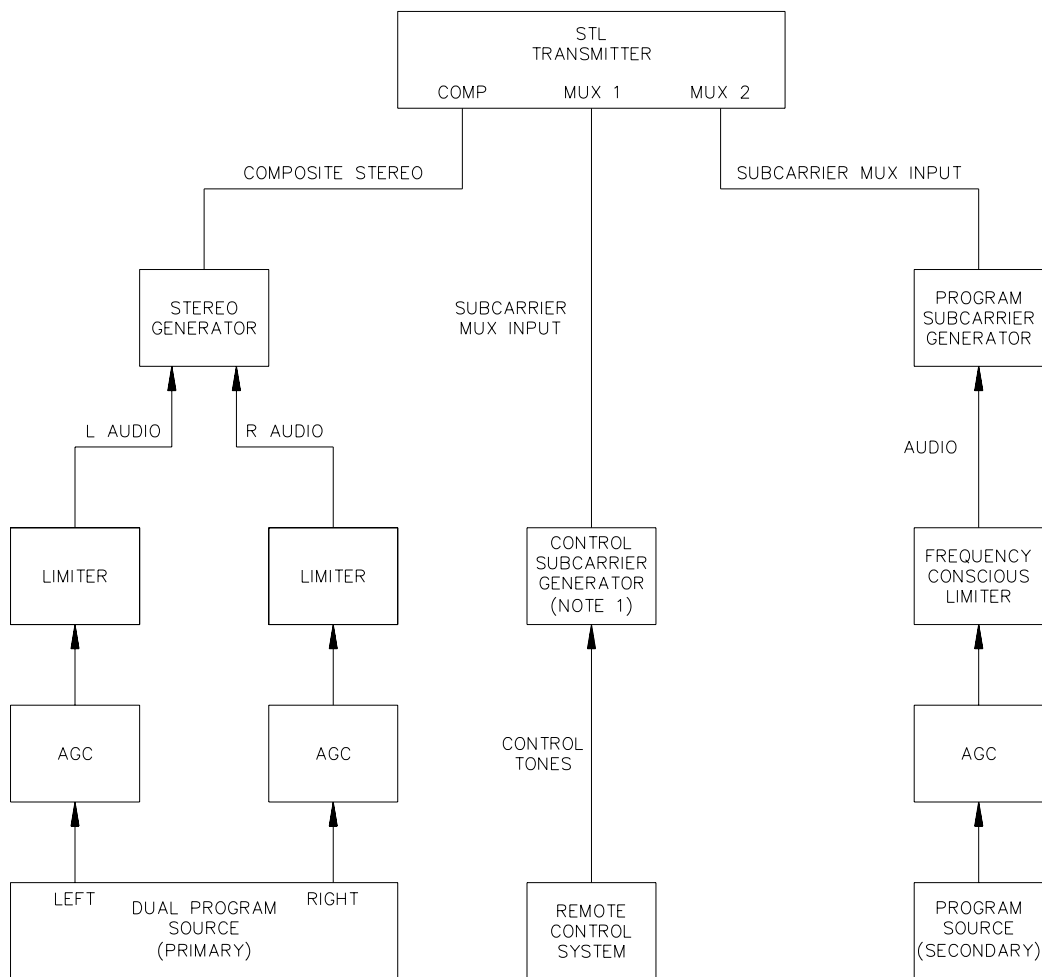 STL
TRANSMITTER
COMP MUX 1 MUX 2
COMPOSITE STEREO
SUBCARRIER MUX INPUT
STEREO
GENERATOR
SUBCARRIER
MUX INPUT
PROGRAM
SUBCARRIER
GENERATOR
L AUDIO
R AUDIO
AUDIO
LIMITER
LIMITER
CONTROL
SUBCARRIER
GENERATOR
(NOTE 1)
FREQUENCY
CONSCIOUS
LIMITER
AGC
AGC
CONTROL
TONES
AGC
LEFT
RIGHT
DUAL PROGRAM
SOURCE
(PRIMARY)
REMOTE
CONTROL
SYSTEM
PROGRAM
SOURCE
(SECONDARY)